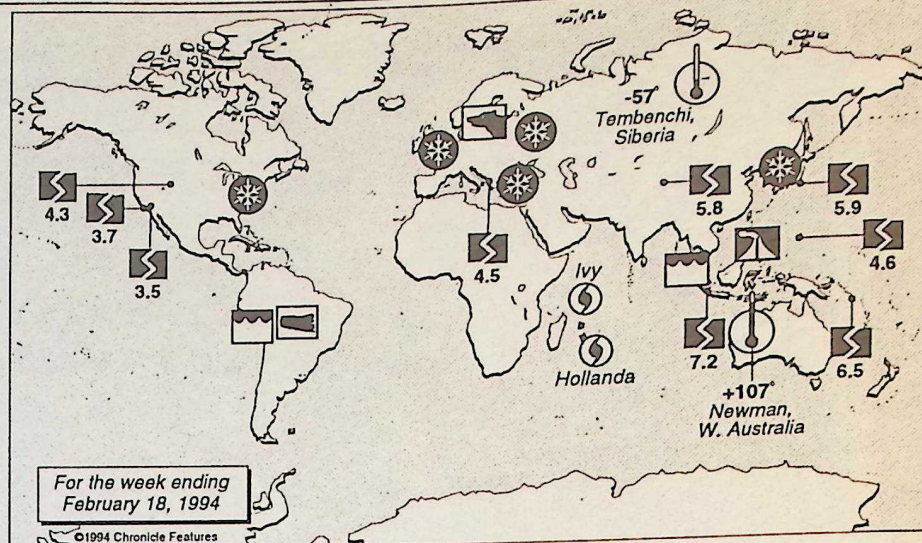 -57°
Tembenchi,
Siberia
4.3
3.7
3.5
4.5
5.8
5.9
4.6
Ivy
Hollanda
7.2
6.5
+107°
Newman,
W. Australia
For the week ending
February 18, 1994
©1994 Chronicle Features